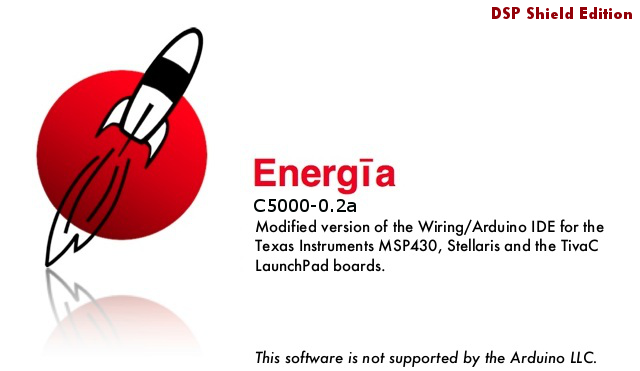 DSP Shield Edition
Energīa
C5000-0.2a
Modified version of the Wiring/Arduino IDE for the
Texas Instruments MSP430, Stellaris and the TivaC
LaunchPad boards.
This software is not supported by the Arduino LLC.